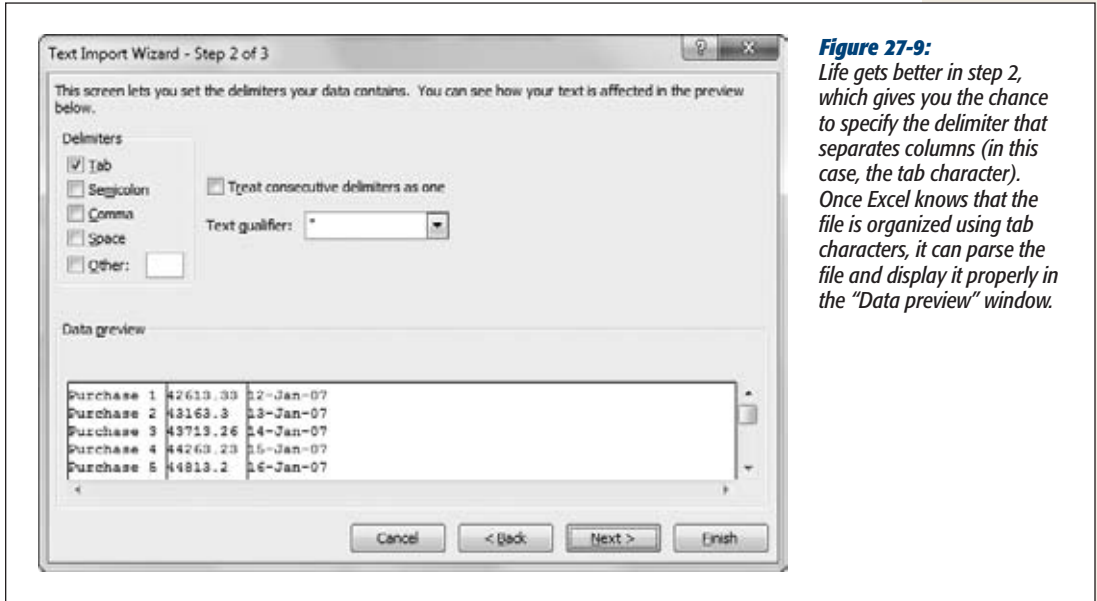 Text Import Wizard - Step 2 of 3
This screen lets you set the delimiters your data contains. You can see how your text is affected in the preview
below.
Delimiters
Tab
Semicolon
Comma
Space
Other:
Treat consecutive delimiters as one
Text qualifier: "
Data preview
Purchase 1 42613.33 12-Jan-07
Purchase 2 43163.3 13-Jan-07
Purchase 3 43713.26 14-Jan-07
Purchase 4 44263.23 15-Jan-07
Purchase 5 44813.2 16-Jan-07
Cancel
< Back
Next >
Finish
Figure 27-9:
Life gets better in step 2,
which gives you the chance
to specify the delimiter that
separates columns (in this
case, the tab character).
Once Excel knows that the
file is organized using tab
characters, it can parse the
file and display it properly in
the “Data preview” window.